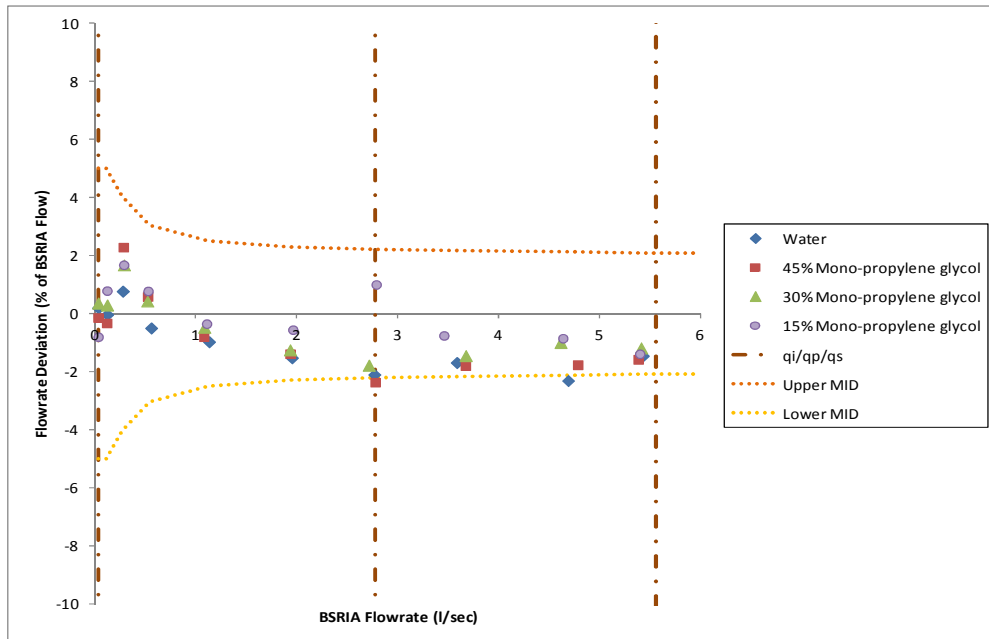 10
8
6
4
2
0
-2
-4
-6
-8
-10
0 1 2 3 4 5 6
Flowrate Deviation (% of BSRIA Flow)
BSRIA Flowrate (l/sec)
Water
45% Mono-propylene glycol
30% Mono-propylene glycol
15% Mono-propylene glycol
qi/qp/qs
Upper MID
Lower MID